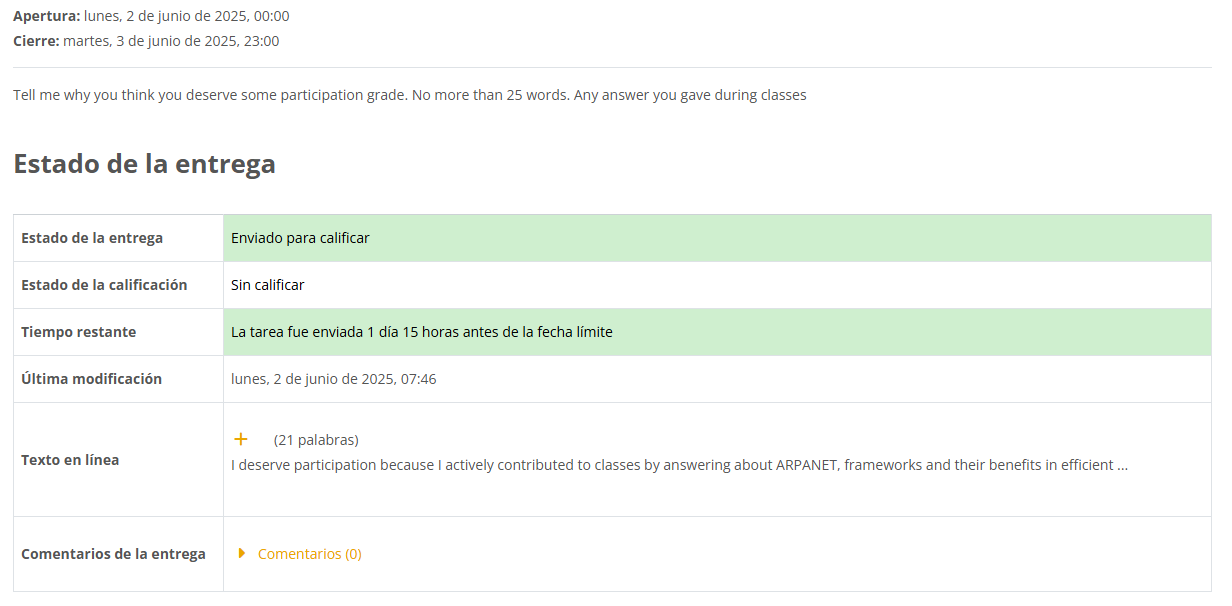 Apertura: lunes, 2 de junio de 2025, 00:00
Cierre: martes, 3 de junio de 2025, 23:00
Tell me why you think you deserve some participation grade. No more than 25 words. Any answer you gave during classes
Estado de la entrega
Estado de la entrega Enviado para calificar
Estado de la calificación Sin calificar
Tiempo restante La tarea fue enviada 1 día 15 horas antes de la fecha límite
Última modificación lunes, 2 de junio de 2025, 07:46
Texto en línea
+ (21 palabras)
I deserve participation because I actively contributed to classes by answering about ARPANET, frameworks and their benefits in efficient ...
Comentarios de la entrega Comentarios (0)